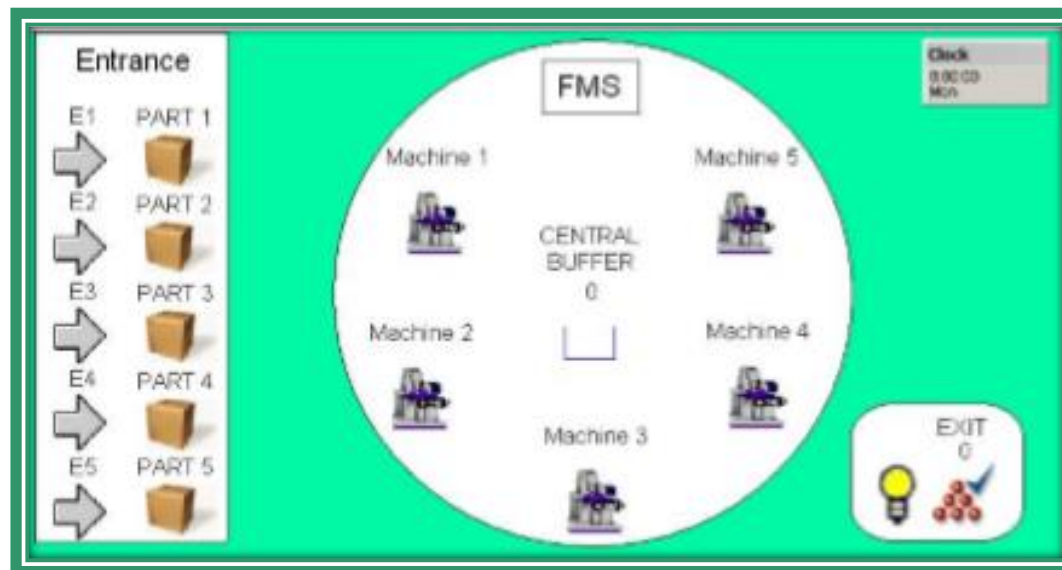 Entrance
E1 PART 1
E2 PART 2
E3 PART 3
E4 PART 4
E5 PART 5
FMS
Machine 1
Machine 5
CENTRAL
BUFFER
0
Machine 2
Machine 4
Machine 3
Clock
Mon
EXIT
0